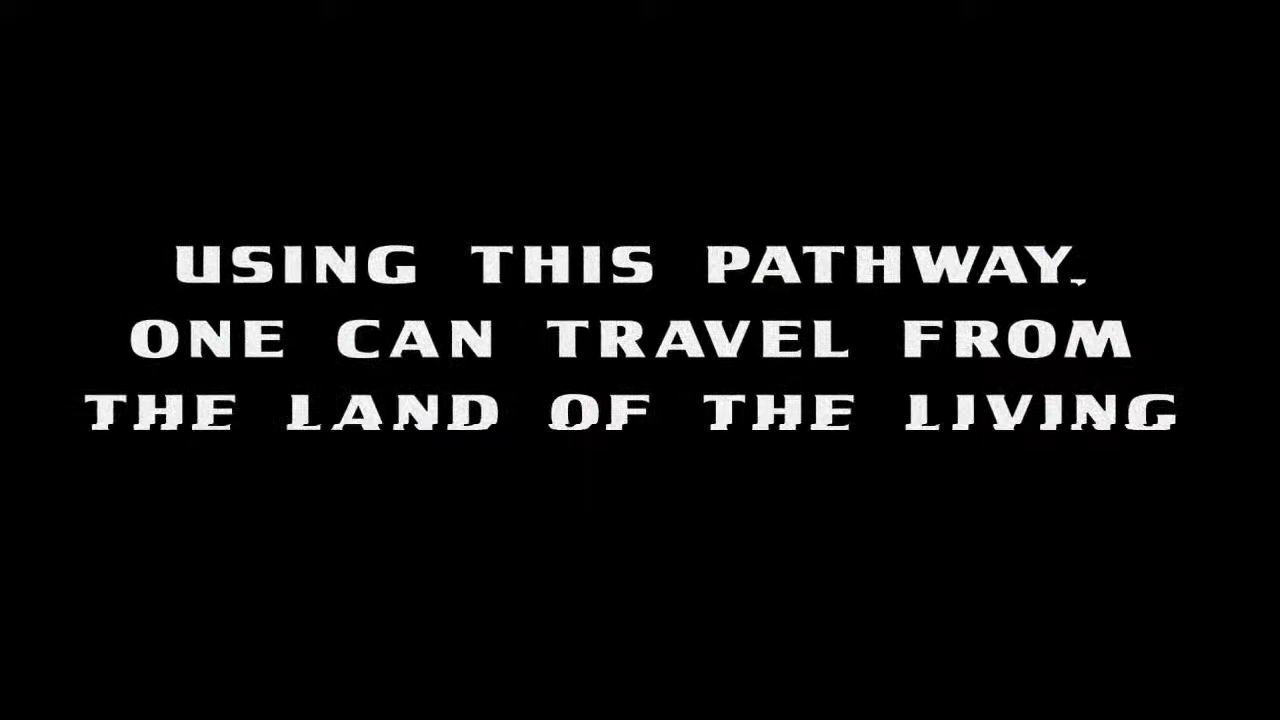 USING THIS PATHWAY,
ONE CAN TRAVEL FROM
THE LAND OF THE LIVING